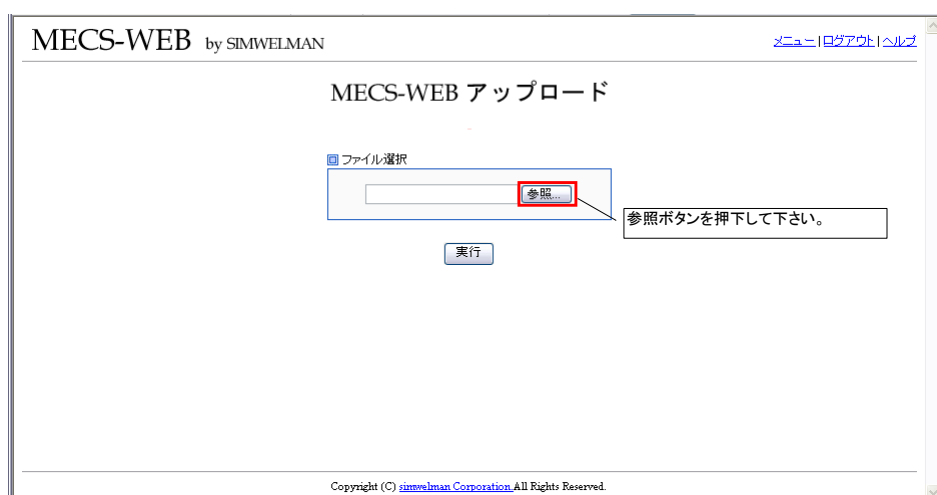 MECS-WEB by SIMWELMAN
メニュー | ログアウト | ヘルプ
MECS-WEB アップロード
ファイル選択
参照...
参照ボタンを押下して下さい。
実行
Copyright (C) simwelman Corporation All Rights Reserved.